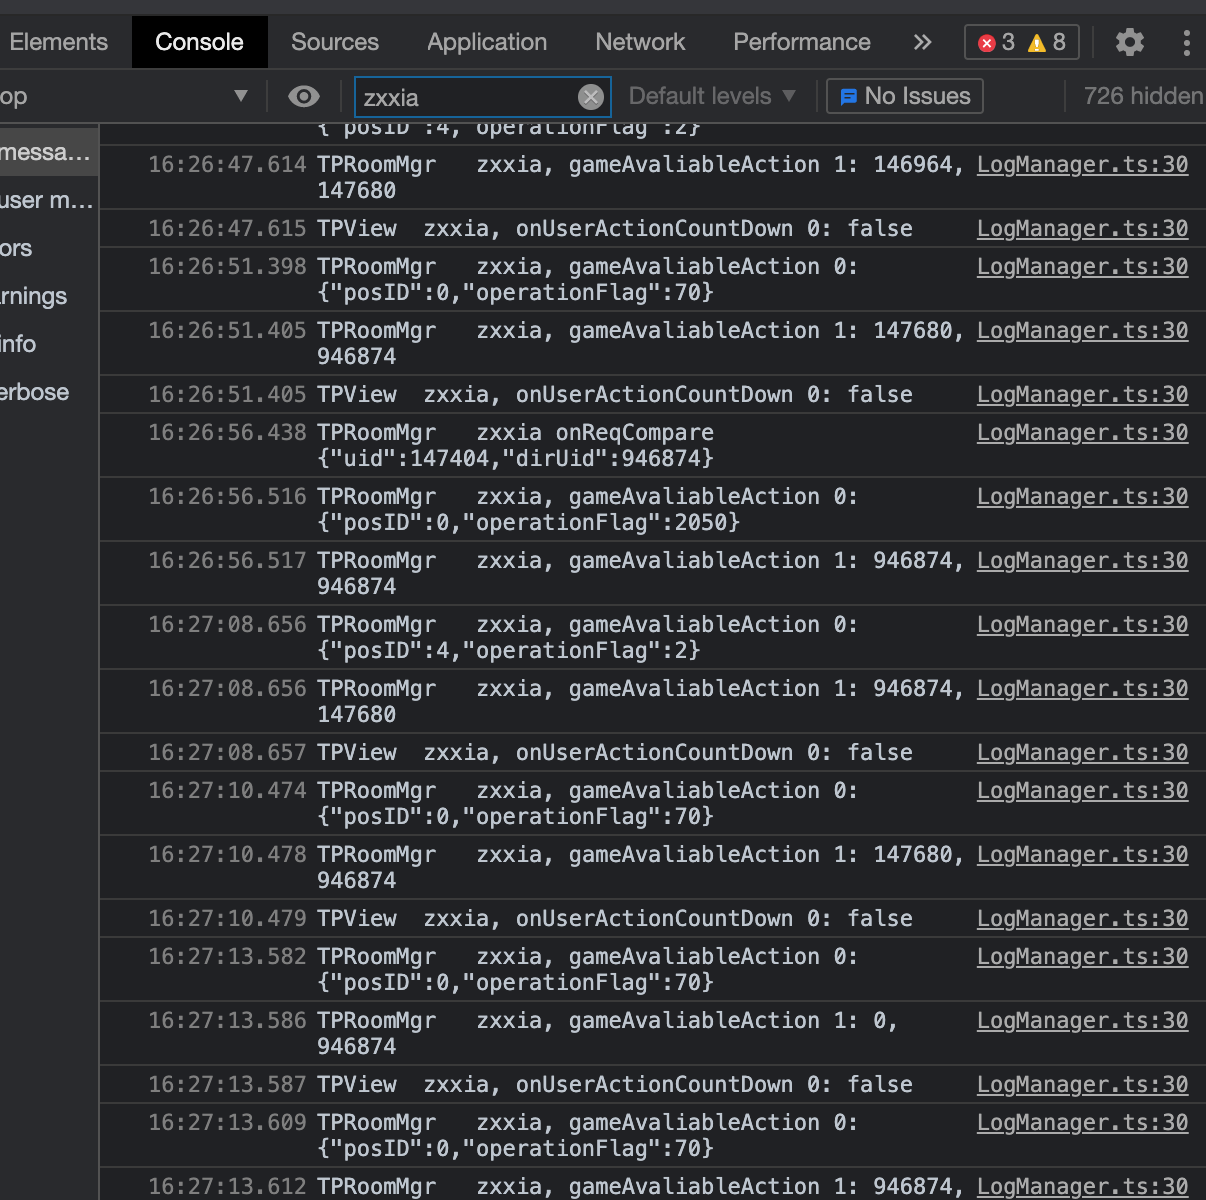 Elements Console Sources Application Network Performance » 3 8
op ▼ zxxia Default levels ▼ No Issues 726 hidden
messa...
user m...
ors
rnings
info
erbose
{"posID":4,"operationFlag":2}
16:26:47.614 TPRoomMgr zxxia, gameAvaliableAction 1: 146964, LogManager.ts:30
147680
16:26:47.615 TPView zxxia, onUserActionCountDown 0: false LogManager.ts:30
16:26:51.398 TPRoomMgr zxxia, gameAvaliableAction 0: LogManager.ts:30
{"posID":0,"operationFlag":70}
16:26:51.405 TPRoomMgr zxxia, gameAvaliableAction 1: 147680, LogManager.ts:30
946874
16:26:51.405 TPView zxxia, onUserActionCountDown 0: false LogManager.ts:30
16:26:56.438 TPRoomMgr zxxia onReqCompare LogManager.ts:30
{"uid":147404,"dirUid":946874}
16:26:56.516 TPRoomMgr zxxia, gameAvaliableAction 0: LogManager.ts:30
{"posID":0,"operationFlag":2050}
16:26:56.517 TPRoomMgr zxxia, gameAvaliableAction 1: 946874, LogManager.ts:30
946874
16:27:08.656 TPRoomMgr zxxia, gameAvaliableAction 0: LogManager.ts:30
{"posID":4,"operationFlag":2}
16:27:08.656 TPRoomMgr zxxia, gameAvaliableAction 1: 946874, LogManager.ts:30
147680
16:27:08.657 TPView zxxia, onUserActionCountDown 0: false LogManager.ts:30
16:27:10.474 TPRoomMgr zxxia, gameAvaliableAction 0: LogManager.ts:30
{"posID":0,"operationFlag":70}
16:27:10.478 TPRoomMgr zxxia, gameAvaliableAction 1: 147680, LogManager.ts:30
946874
16:27:10.479 TPView zxxia, onUserActionCountDown 0: false LogManager.ts:30
16:27:13.582 TPRoomMgr zxxia, gameAvaliableAction 0: LogManager.ts:30
{"posID":0,"operationFlag":70}
16:27:13.586 TPRoomMgr zxxia, gameAvaliableAction 1: 0, LogManager.ts:30
946874
16:27:13.587 TPView zxxia, onUserActionCountDown 0: false LogManager.ts:30
16:27:13.609 TPRoomMgr zxxia, gameAvaliableAction 0: LogManager.ts:30
{"posID":0,"operationFlag":70}
16:27:13.612 TPRoomMgr zxxia, gameAvaliableAction 1: 946874, LogManager.ts:30